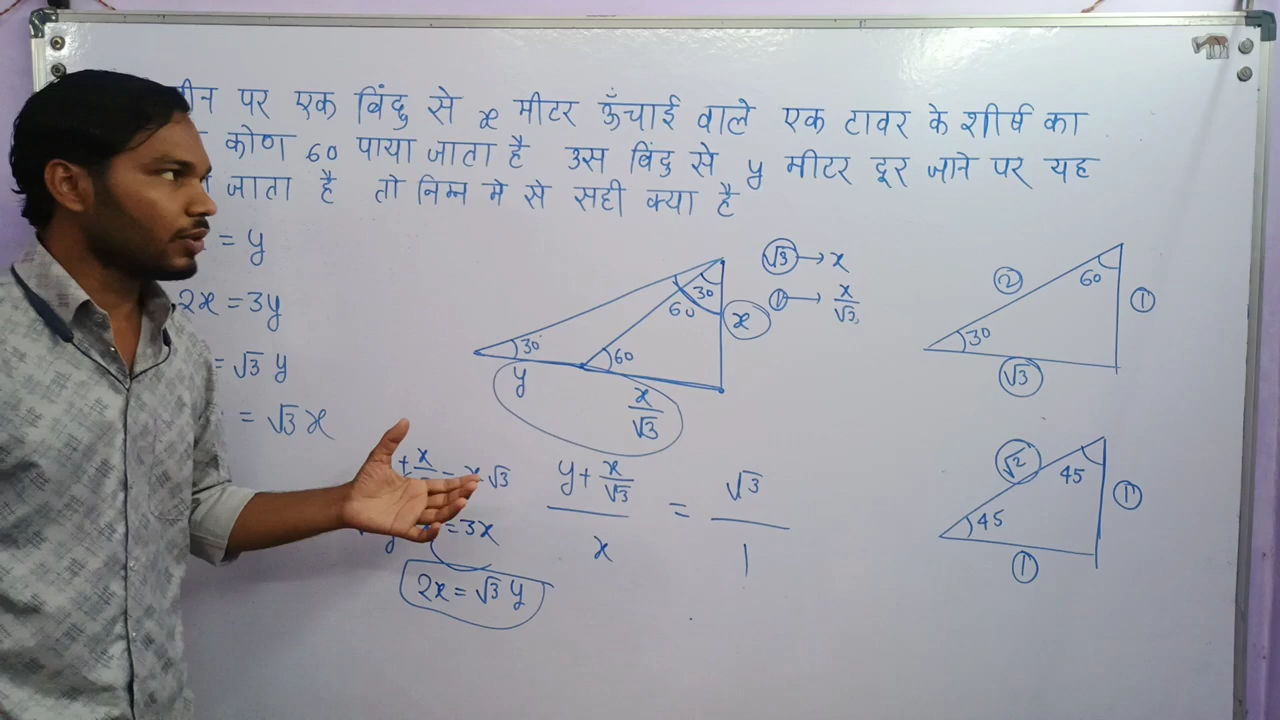 पर एक बिंदु से x मीटर ऊँचाई वाले एक टावर के शीर्ष का
कोण 60 पाया जाता है उस बिंदु से y मीटर दूर जाने पर यह
जाता है तो निम्न मे से सही क्या है
= y
2x = 3y
= √3 y
= √3 x
√3 → x
1 → x/√3
30
60
x
30
60
y
x/√3
2
60
1
30
√3
√2
45
1
45
1
+ x/ = x√3
= 3x
2x = √3 y
y + x/√3
x
=
√3
1